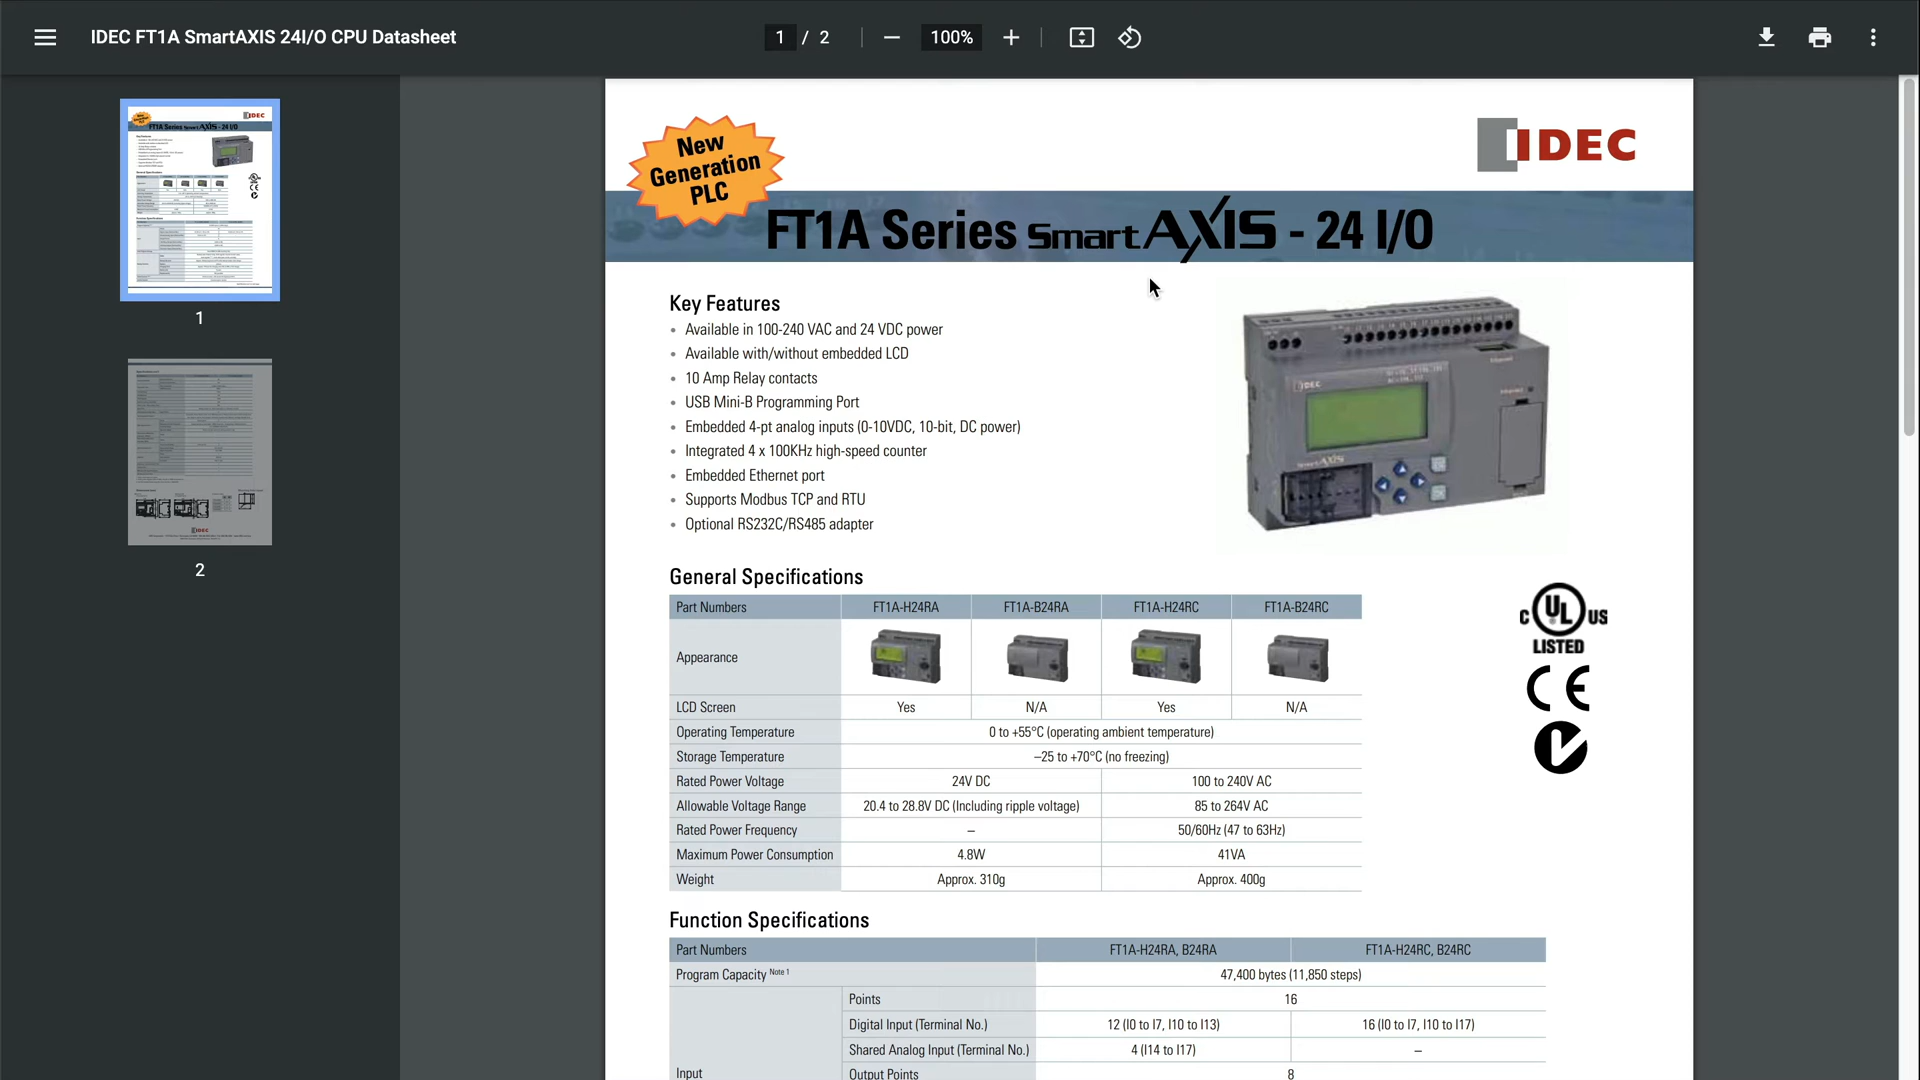 IDEC FT1A SmartAXIS 24I/O CPU Datasheet
1 / 2
100%
1
2
New
Generation
PLC
IDEC
FT1A Series SmartAXIS - 24 I/O
Key Features
• Available in 100-240 VAC and 24 VDC power
• Available with/without embedded LCD
• 10 Amp Relay contacts
• USB Mini-B Programming Port
• Embedded 4-pt analog inputs (0-10VDC, 10-bit, DC power)
• Integrated 4 x 100KHz high-speed counter
• Embedded Ethernet port
• Supports Modbus TCP and RTU
• Optional RS232C/RS485 adapter
General Specifications
Part Numbers FT1A-H24RA FT1A-B24RA FT1A-H24RC FT1A-B24RC
Appearance
LCD Screen Yes N/A Yes N/A
Operating Temperature 0 to +55°C (operating ambient temperature)
Storage Temperature –25 to +70°C (no freezing)
Rated Power Voltage 24V DC 100 to 240V AC
Allowable Voltage Range 20.4 to 28.8V DC (Including ripple voltage) 85 to 264V AC
Rated Power Frequency – 50/60Hz (47 to 63Hz)
Maximum Power Consumption 4.8W 41VA
Weight Approx. 310g Approx. 400g
C UL US
LISTED
CE
Function Specifications
Part Numbers FT1A-H24RA, B24RA FT1A-H24RC, B24RC
Program Capacity Note 1 47,400 bytes (11,850 steps)
Points 16
Digital Input (Terminal No.) 12 (I0 to I7, I10 to I13) 16 (I0 to I7, I10 to I17)
Shared Analog Input (Terminal No.) 4 (I14 to I17) –
Input Output Points 8